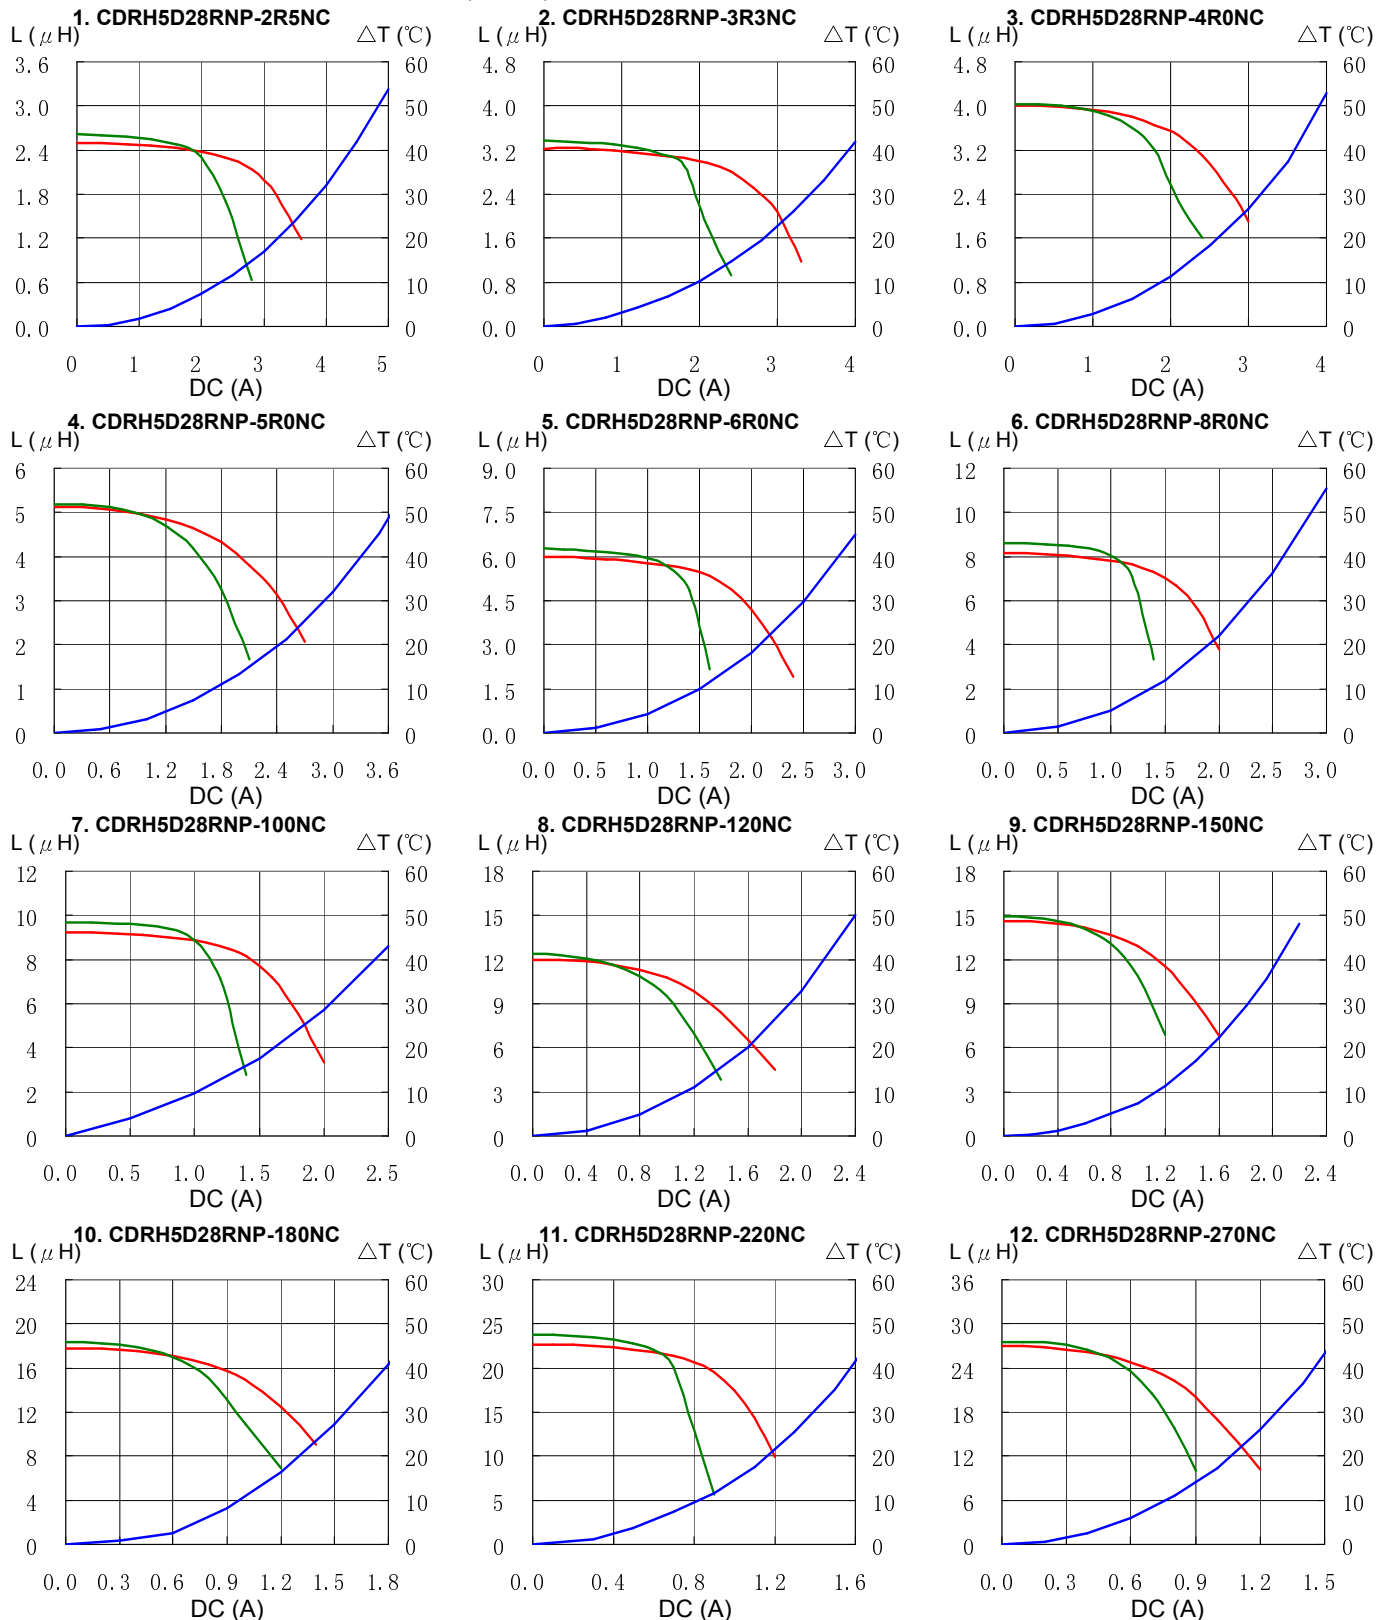 1. CDRH5D28RNP-2R5NC
L (μH) △T (℃)
3.6 60
3.0 50
2.4 40
1.8 30
1.2 20
0.6 10
0.0 0
0 1 2 3 4 5
DC (A)
2. CDRH5D28RNP-3R3NC
L (μH) △T (℃)
4.8 60
4.0 50
3.2 40
2.4 30
1.6 20
0.8 10
0.0 0
0 1 2 3 4
DC (A)
3. CDRH5D28RNP-4R0NC
L (μH) △T (℃)
4.8 60
4.0 50
3.2 40
2.4 30
1.6 20
0.8 10
0.0 0
0 1 2 3 4
DC (A)
4. CDRH5D28RNP-5R0NC
L (μH) △T (℃)
6 60
5 50
4 40
3 30
2 20
1 10
0 0
0.0 0.6 1.2 1.8 2.4 3.0 3.6
DC (A)
5. CDRH5D28RNP-6R0NC
L (μH) △T (℃)
9.0 60
7.5 50
6.0 40
4.5 30
3.0 20
1.5 10
0.0 0
0.0 0.5 1.0 1.5 2.0 2.5 3.0
DC (A)
6. CDRH5D28RNP-8R0NC
L (μH) △T (℃)
12 60
10 50
8 40
6 30
4 20
2 10
0 0
0.0 0.5 1.0 1.5 2.0 2.5 3.0
DC (A)
7. CDRH5D28RNP-100NC
L (μH) △T (℃)
12 60
10 50
8 40
6 30
4 20
2 10
0 0
0.0 0.5 1.0 1.5 2.0 2.5
DC (A)
8. CDRH5D28RNP-120NC
L (μH) △T (℃)
18 60
15 50
12 40
9 30
6 20
3 10
0 0
0.0 0.4 0.8 1.2 1.6 2.0 2.4
DC (A)
9. CDRH5D28RNP-150NC
L (μH) △T (℃)
18 60
15 50
12 40
9 30
6 20
3 10
0 0
0.0 0.4 0.8 1.2 1.6 2.0 2.4
DC (A)
10. CDRH5D28RNP-180NC
L (μH) △T (℃)
24 60
20 50
16 40
12 30
8 20
4 10
0 0
0.0 0.3 0.6 0.9 1.2 1.5 1.8
DC (A)
11. CDRH5D28RNP-220NC
L (μH) △T (℃)
30 60
25 50
20 40
15 30
10 20
5 10
0 0
0.0 0.4 0.8 1.2 1.6
DC (A)
12. CDRH5D28RNP-270NC
L (μH) △T (℃)
36 60
30 50
24 40
18 30
12 20
6 10
0 0
0.0 0.3 0.6 0.9 1.2 1.5
DC (A)